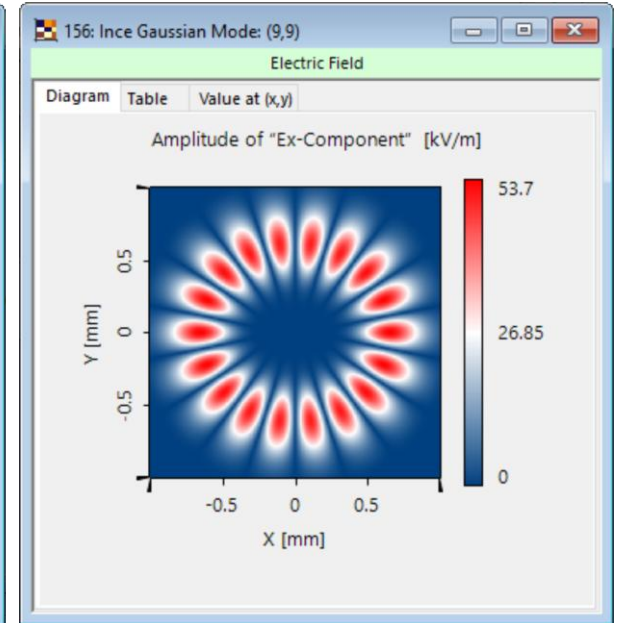 156: Ince Gaussian Mode: (9,9)
Electric Field
Diagram Table Value at (x,y)
Amplitude of "Ex-Component" [kV/m]
53.7
0.5
26.85
0
Y [mm]
-0.5
0
-0.5 0 0.5
X [mm]